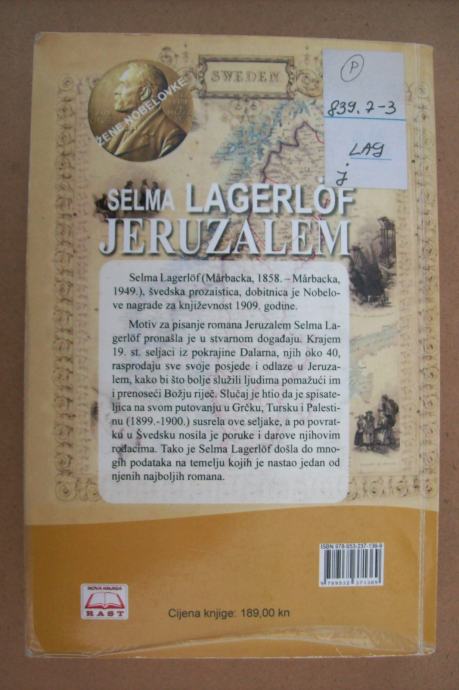 SWEDEN
ŽENE NOBELOVKE
P
839.7-3
LAG
J
SELMA LAGERLÖF
JERUZALEM
Selma Lagerlöf (Mårbacka, 1858. – Mårbacka,
1949.), švedska prozaistica, dobitnica je Nobelo-
ve nagrade za književnost 1909. godine.
Motiv za pisanje romana Jeruzalem Selma La-
gerlöf pronašla je u stvarnom događaju. Krajem
19. st. seljaci iz pokrajine Dalarna, njih oko 40,
rasprodaju sve svoje posjede i odlaze u Jeruza-
lem, kako bi što bolje služili ljudima pomažući im
i prenoseći Božju riječ. Slučaj je htio da je spisate-
ljica na svom putovanju u Grčku, Tursku i Palesti-
nu (1899.-1900.) susrela ove seljake, a po povrat-
ku u Švedsku nosila je poruke i darove njihovim
rođacima. Tako je Selma Lagerlöf došla do mno-
gih podataka na temelju kojih je nastao jedan od
njenih najboljih romana.
NOVA KNJIGA
RAST
Cijena knjige: 189,00 kn